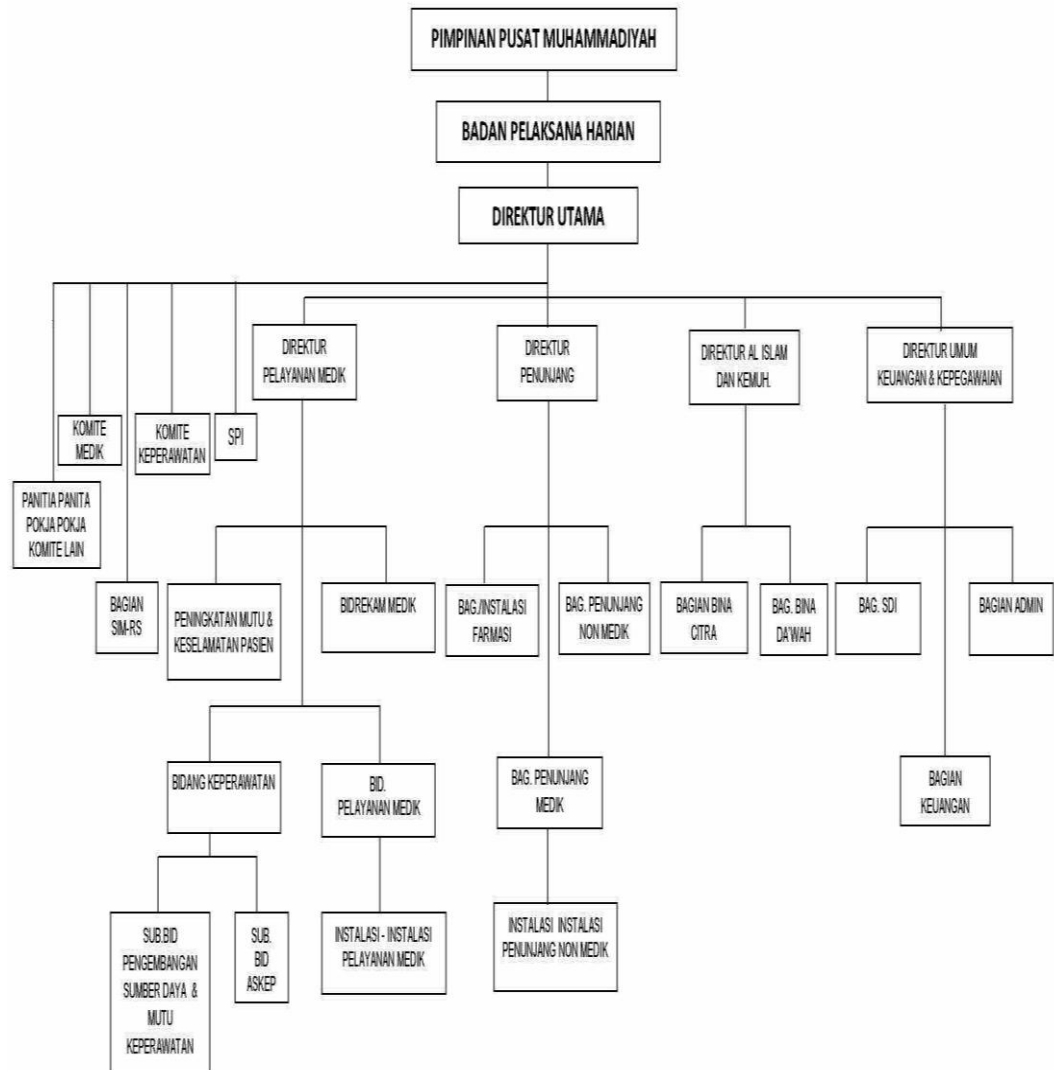 PIMPINAN PUSAT MUHAMMADIYAH
BADAN PELAKSANA HARIAN
DIREKTUR UTAMA
DIREKTUR
PELAYANAN MEDIK
DIREKTUR
PENUNJANG
DIREKTUR AL ISLAM
DAN KEMUH.
DIREKTUR UMUM
KEUANGAN & KEPEGAWAIAN
KOMITE
MEDIK
KOMITE
KEPERAWATAN
SPI
PANITIA PANITA
POKJA POKJA
KOMITE LAIN
BAGIAN
SIM-RS
PENINGKATAN MUTU &
KESELAMATAN PASIEN
BIDREKAM MEDIK
BAG./INSTALASI
FARMASI
BAG. PENUNJANG
NON MEDIK
BAGIAN BINA
CITRA
BAG. BINA
DA'WAH
BAG. SDI
BAGIAN ADMIN
BIDANG KEPERAWATAN
BID.
PELAYANAN MEDIK
BAG. PENUNJANG
MEDIK
BAGIAN
KEUANGAN
SUB.BID
PENGEMBANGAN
SUMBER DAYA &
MUTU
KEPERAWATAN
SUB.
BID
ASKEP
INSTALASI - INSTALASI
PELAYANAN MEDIK
INSTALASI INSTALASI
PENUNJANG NON MEDIK